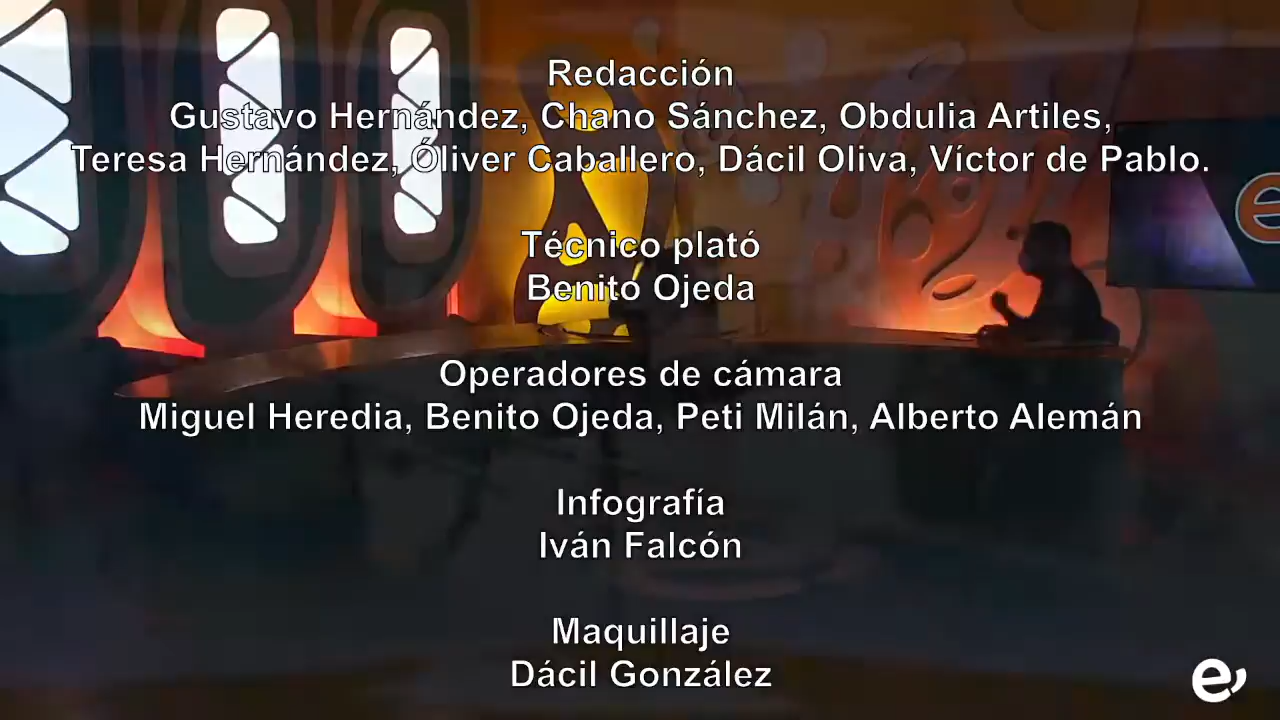 Redacción
Gustavo Hernández, Chano Sánchez, Obdulia Artiles,
Teresa Hernández, Óliver Caballero, Dácil Oliva, Víctor de Pablo.
Técnico plató
Benito Ojeda
Operadores de cámara
Miguel Heredia, Benito Ojeda, Peti Milán, Alberto Alemán
Infografía
Iván Falcón
Maquillaje
Dácil González
e
e